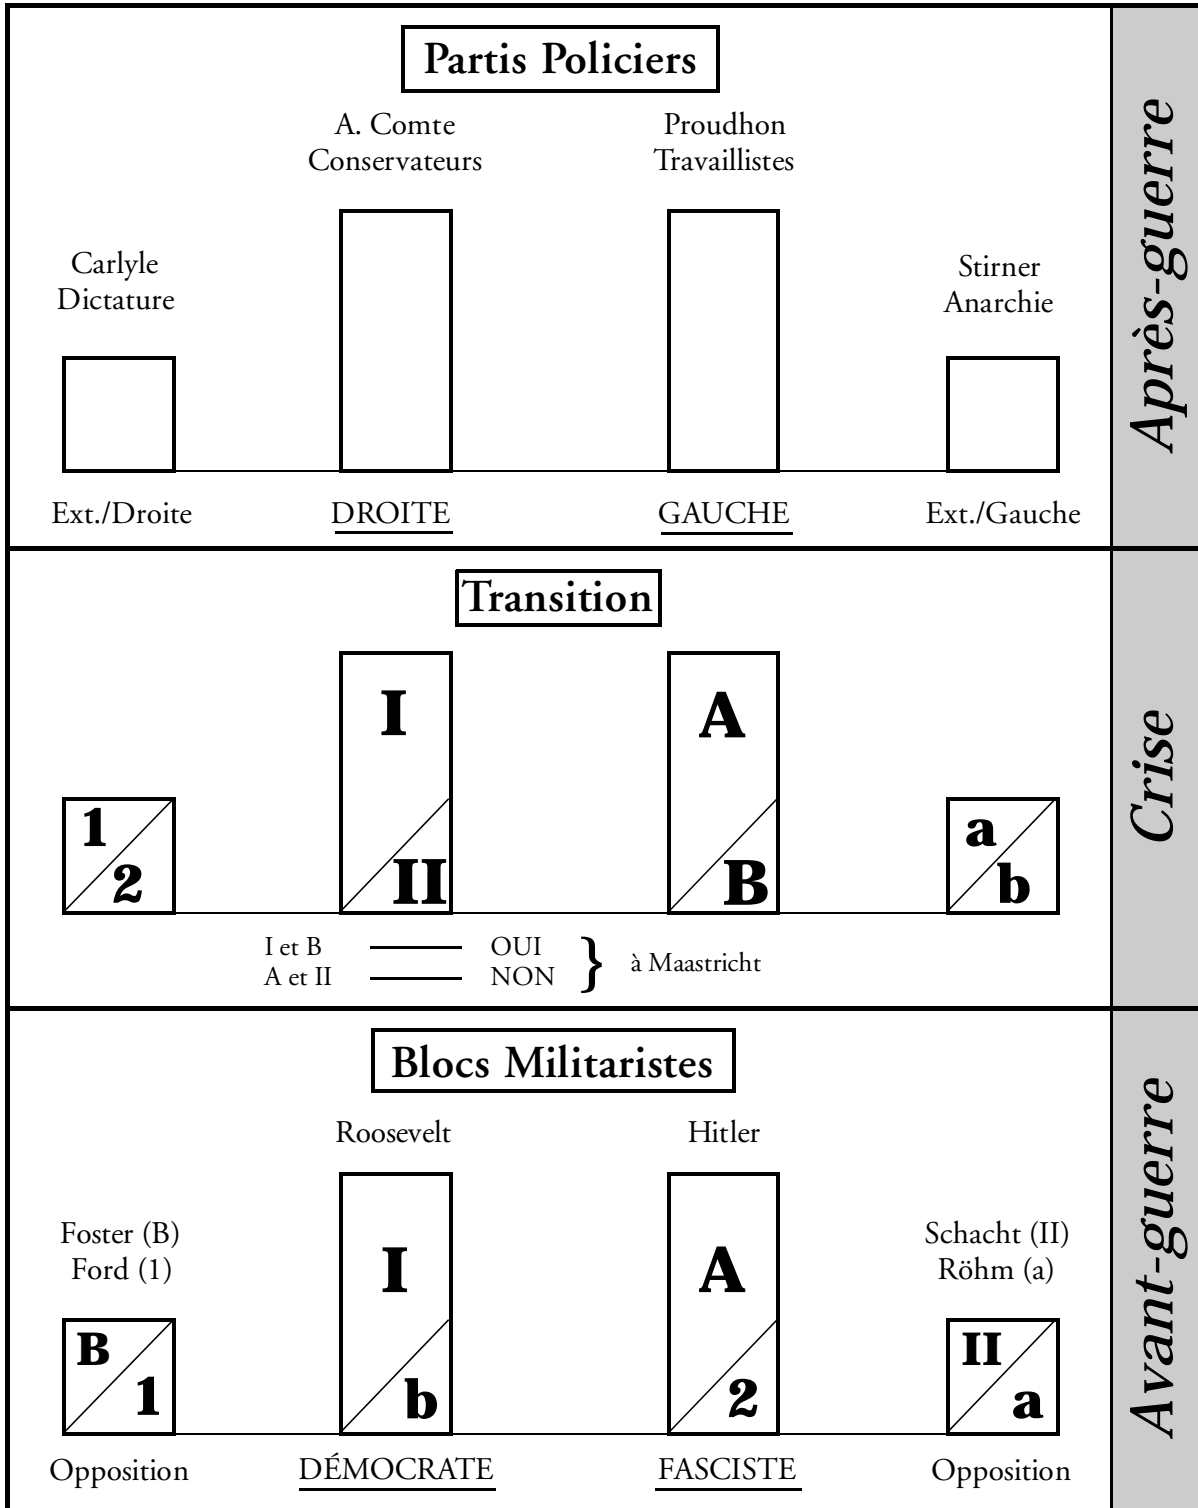 Partis Policiers
A. Comte
Conservateurs
Proudhon
Travaillistes
Carlyle
Dictature
Stirner
Anarchie
Ext./Droite
DROITE
GAUCHE
Ext./Gauche
Après-guerre
Transition
I
II
A
B
1
2
a
b
I et B OUI
A et II NON
} à Maastricht
Crise
Blocs Militaristes
Roosevelt
Hitler
Foster (B)
Ford (1)
Schacht (II)
Röhm (a)
B
1
I
b
A
2
II
a
Opposition
DÉMOCRATE
FASCISTE
Opposition
Avant-guerre